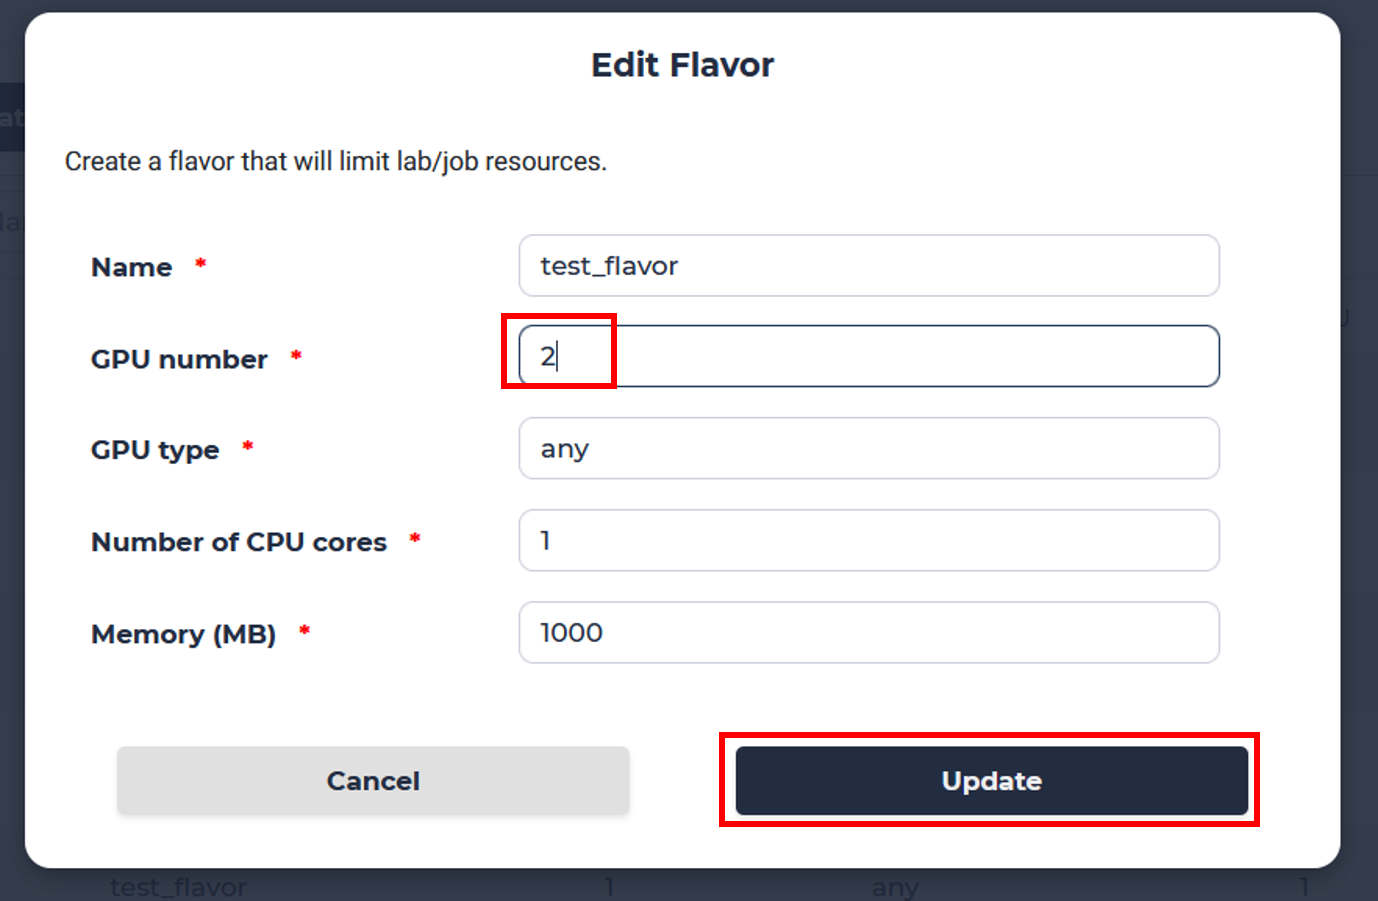 Edit Flavor
Create a flavor that will limit lab/job resources.
Name *
test_flavor
GPU number *
2
GPU type *
any
Number of CPU cores *
1
Memory (MB) *
1000
Cancel
Update
test_flavor 1 any 1